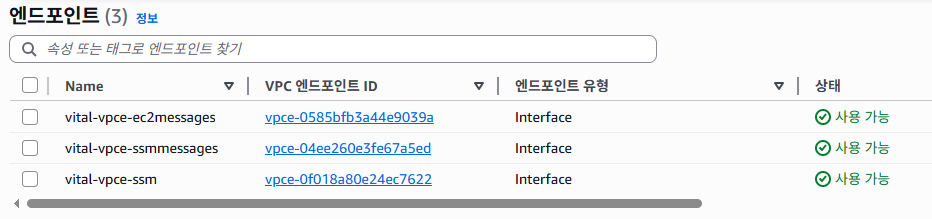 엔드포인트 (3) 정보
속성 또는 태그로 엔드포인트 찾기
Name VPC 엔드포인트 ID 엔드포인트 유형 상태
vital-vpce-ec2messages vpce-0585bfb3a44e9039a Interface 사용 가능
vital-vpce-ssmmessages vpce-04ee260e3fe67a5ed Interface 사용 가능
vital-vpce-ssm vpce-0f018a80e24ec7622 Interface 사용 가능